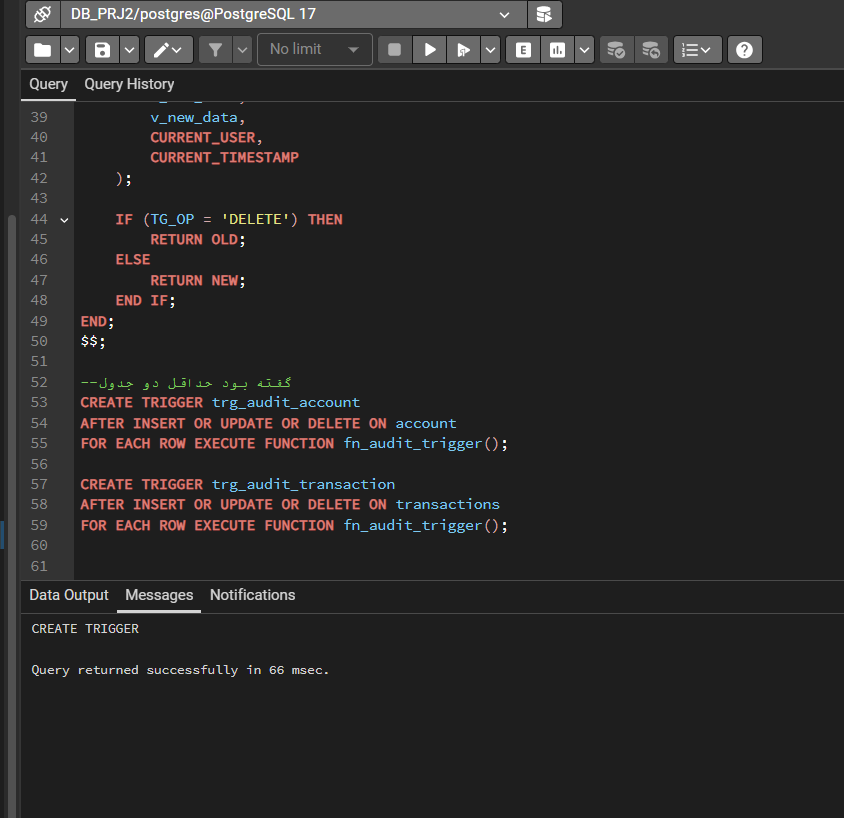 DB_PRJ2/postgres@PostgreSQL 17
No limit
E
Query Query History
39 v_new_data,
40 CURRENT_USER,
41 CURRENT_TIMESTAMP
42 );
43
44 IF (TG_OP = 'DELETE') THEN
45 RETURN OLD;
46 ELSE
47 RETURN NEW;
48 END IF;
49 END;
50 $$;
51
52 --گفته بود حداقل دو جدول
53 CREATE TRIGGER trg_audit_account
54 AFTER INSERT OR UPDATE OR DELETE ON account
55 FOR EACH ROW EXECUTE FUNCTION fn_audit_trigger();
56
57 CREATE TRIGGER trg_audit_transaction
58 AFTER INSERT OR UPDATE OR DELETE ON transactions
59 FOR EACH ROW EXECUTE FUNCTION fn_audit_trigger();
60
61
Data Output Messages Notifications
CREATE TRIGGER
Query returned successfully in 66 msec.